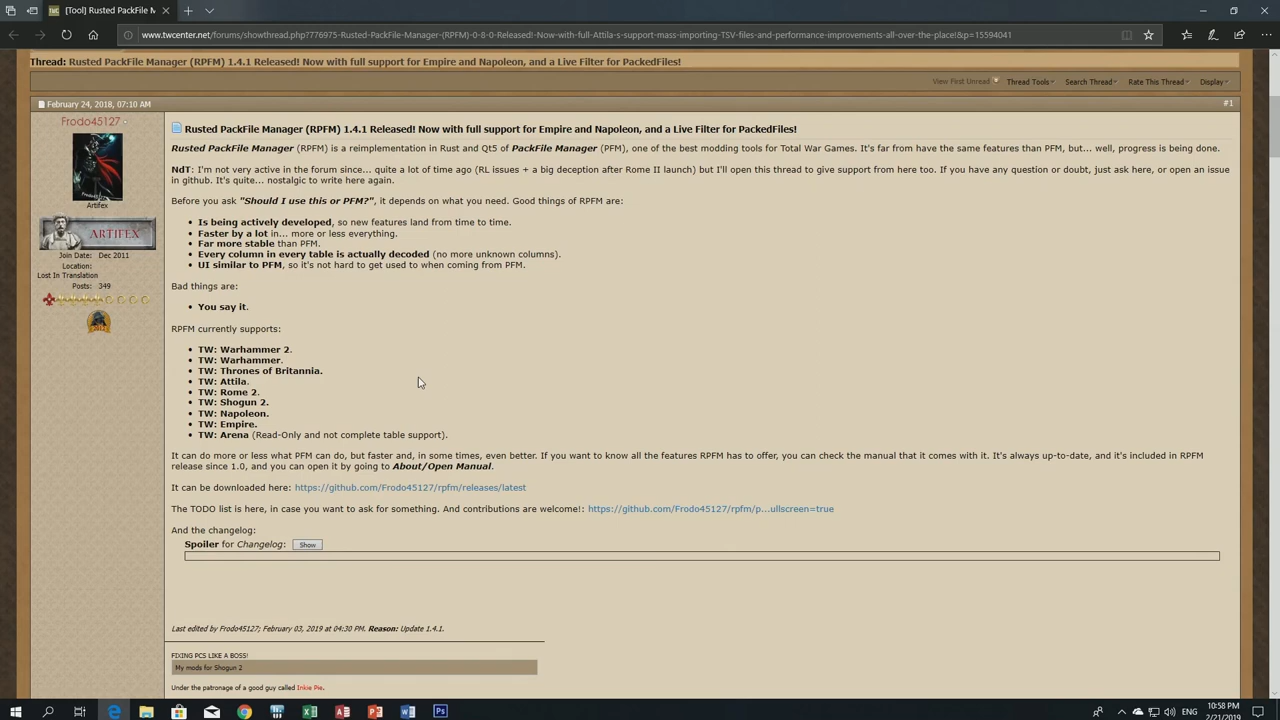 [Tool] Rusted PackFile M
www.twcenter.net/forums/showthread.php?776975-Rusted-PackFile-Manager-(RPFM)-0-8-0-Released!-Now-with-full-Attila-s-support-mass-importing-TSV-files-and-performance-improvements-all-over-the-place!&p=15594041
Thread: Rusted PackFile Manager (RPFM) 1.4.1 Released! Now with full support for Empire and Napoleon, and a Live Filter for PackedFiles!
View First Unread Thread Tools Search Thread Rate This Thread Display
February 24, 2018, 07:10 AM #1
Frodo45127
Artifex
ARTIFEX
Join Date: Dec 2011
Location:
Lost In Translation
Posts: 349
Rusted PackFile Manager (RPFM) 1.4.1 Released! Now with full support for Empire and Napoleon, and a Live Filter for PackedFiles!
Rusted PackFile Manager (RPFM) is a reimplementation in Rust and Qt5 of PackFile Manager (PFM), one of the best modding tools for Total War Games. It's far from have the same features than PFM, but... well, progress is being done.
NdT: I'm not very active in the forum since... quite a lot of time ago (RL issues + a big deception after Rome II launch) but I'll open this thread to give support from here too. If you have any question or doubt, just ask here, or open an issue
in github. It's quite... nostalgic to write here again.
Before you ask "Should I use this or PFM?", it depends on what you need. Good things of RPFM are:
• Is being actively developed, so new features land from time to time.
• Faster by a lot in... more or less everything.
• Far more stable than PFM.
• Every column in every table is actually decoded (no more unknown columns).
• UI similar to PFM, so it's not hard to get used to when coming from PFM.
Bad things are:
• You say it.
RPFM currently supports:
• TW: Warhammer 2.
• TW: Warhammer.
• TW: Thrones of Britannia.
• TW: Attila.
• TW: Rome 2.
• TW: Shogun 2.
• TW: Napoleon.
• TW: Empire.
• TW: Arena (Read-Only and not complete table support).
It can do more or less what PFM can do, but faster and, in some times, even better. If you want to know all the features RPFM has to offer, you can check the manual that it comes with it. It's always up-to-date, and it's included in RPFM
release since 1.0, and you can open it by going to About/Open Manual.
It can be downloaded here: https://github.com/Frodo45127/rpfm/releases/latest
The TODO list is here, in case you want to ask for something. And contributions are welcome!: https://github.com/Frodo45127/rpfm/p...ullscreen=true
And the changelog:
Spoiler for Changelog: Show
Last edited by Frodo45127; February 03, 2019 at 04:30 PM. Reason: Update 1.4.1.
FIXING PCS LIKE A BOSS!
My mods for Shogun 2
Under the patronage of a good guy called Inkie Pie.
10:58 PM
2/21/2019